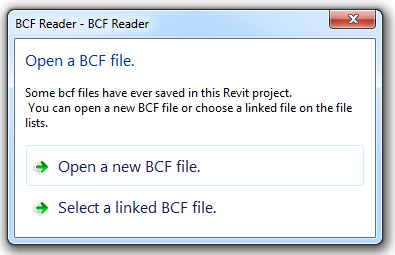 BCF Reader - BCF Reader
Open a BCF file.
Some bcf files have ever saved in this Revit project.
You can open a new BCF file or choose a linked file on the file
lists.
Open a new BCF file.
Select a linked BCF file.